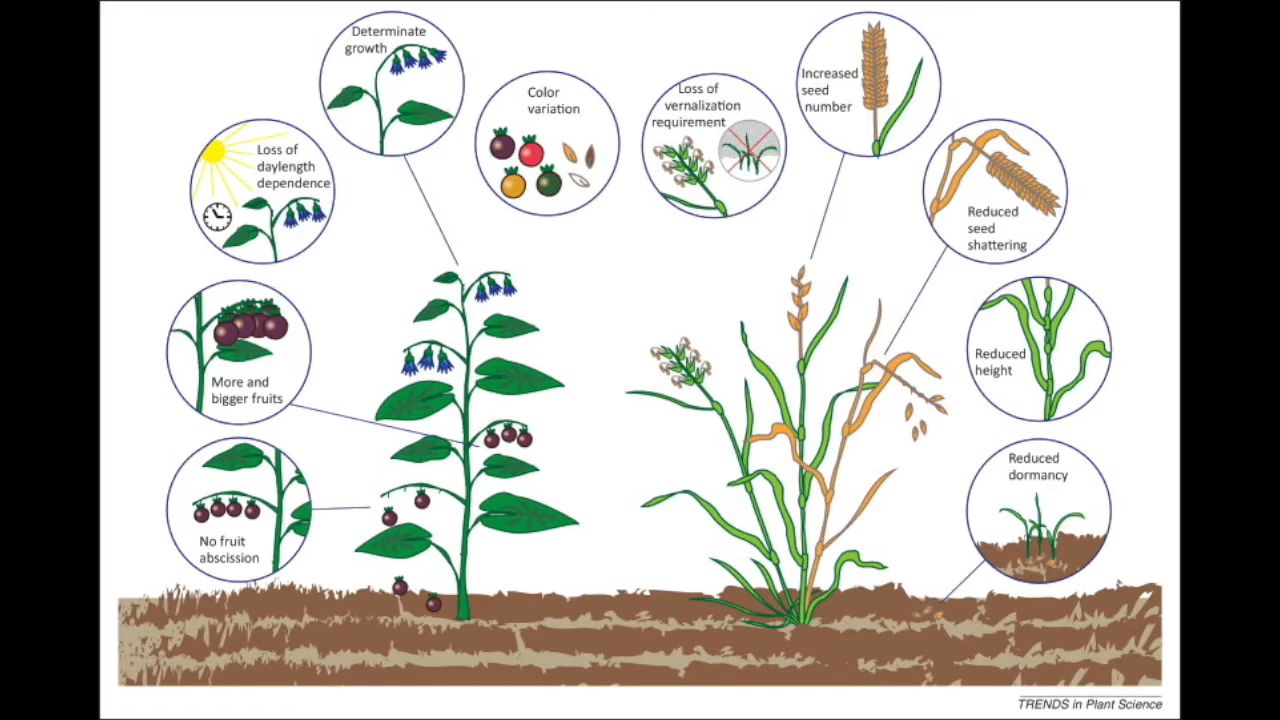 Determinate
growth
Color
variation
Loss of
vernalization
requirement
Increased
seed
number
Loss of
daylength
dependence
Reduced
seed
shattering
More and
bigger fruits
Reduced
height
No fruit
abscission
Reduced
dormancy
TRENDS in Plant Science